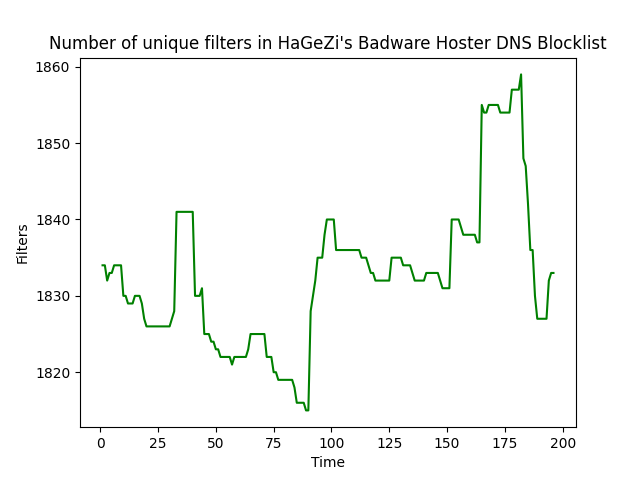 Number of unique filters in HaGeZi's Badware Hoster DNS Blocklist
1860
1850
1840
1830
1820
Filters
0 25 50 75 100 125 150 175 200
Time